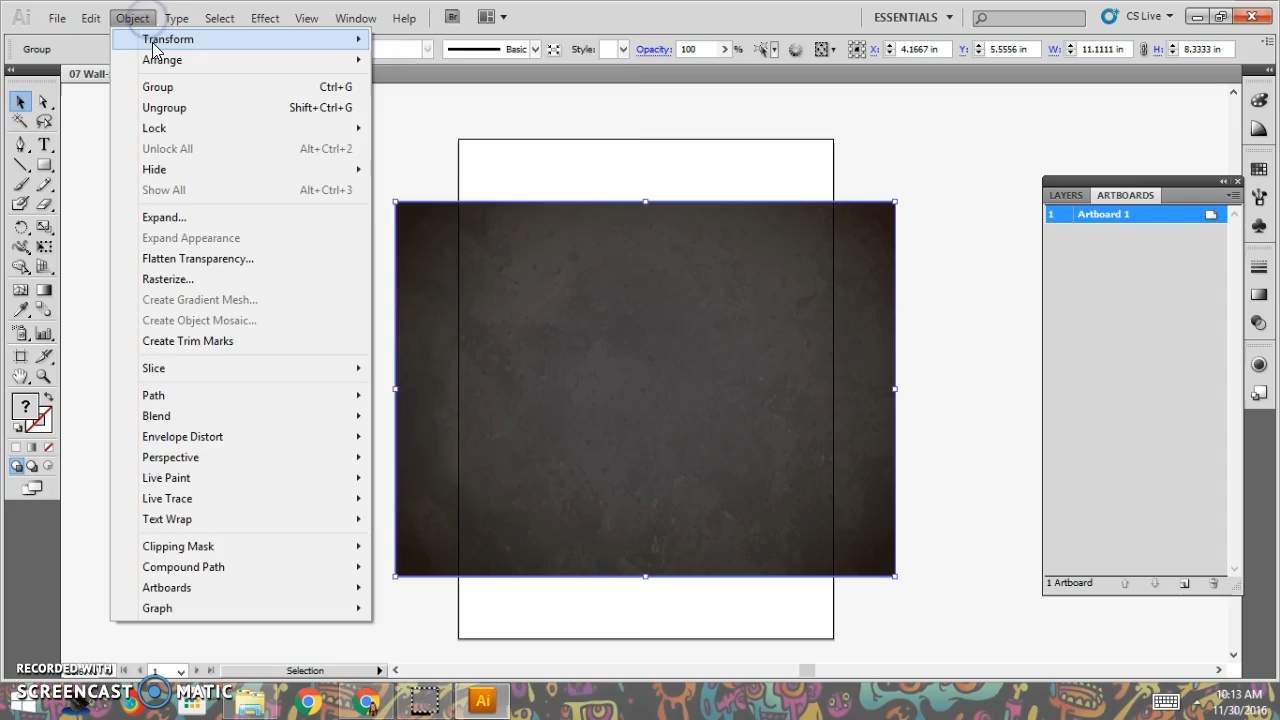 Ai File Edit Object Type Select Effect View Window Help Br ESSENTIALS CS Live
Group Basic Style: Opacity: 100 % X: 4.1667 in Y: 5.5556 in W: 11.1111 in H: 8.3333 in
07 Wall-
Transform
Arrange
Group Ctrl+G
Ungroup Shift+Ctrl+G
Lock
Unlock All Alt+Ctrl+2
Hide
Show All Alt+Ctrl+3
Expand...
Expand Appearance
Flatten Transparency...
Rasterize...
Create Gradient Mesh...
Create Object Mosaic...
Create Trim Marks
Slice
Path
Blend
Envelope Distort
Perspective
Live Paint
Live Trace
Text Wrap
Clipping Mask
Compound Path
Artboards
Graph
T
?
LAYERS ARTBOARDS
1 Artboard 1
1 Artboard
1 Selection
RECORDED WITH
SCREENCAST MATIC
Ai
10:13 AM
11/30/2016